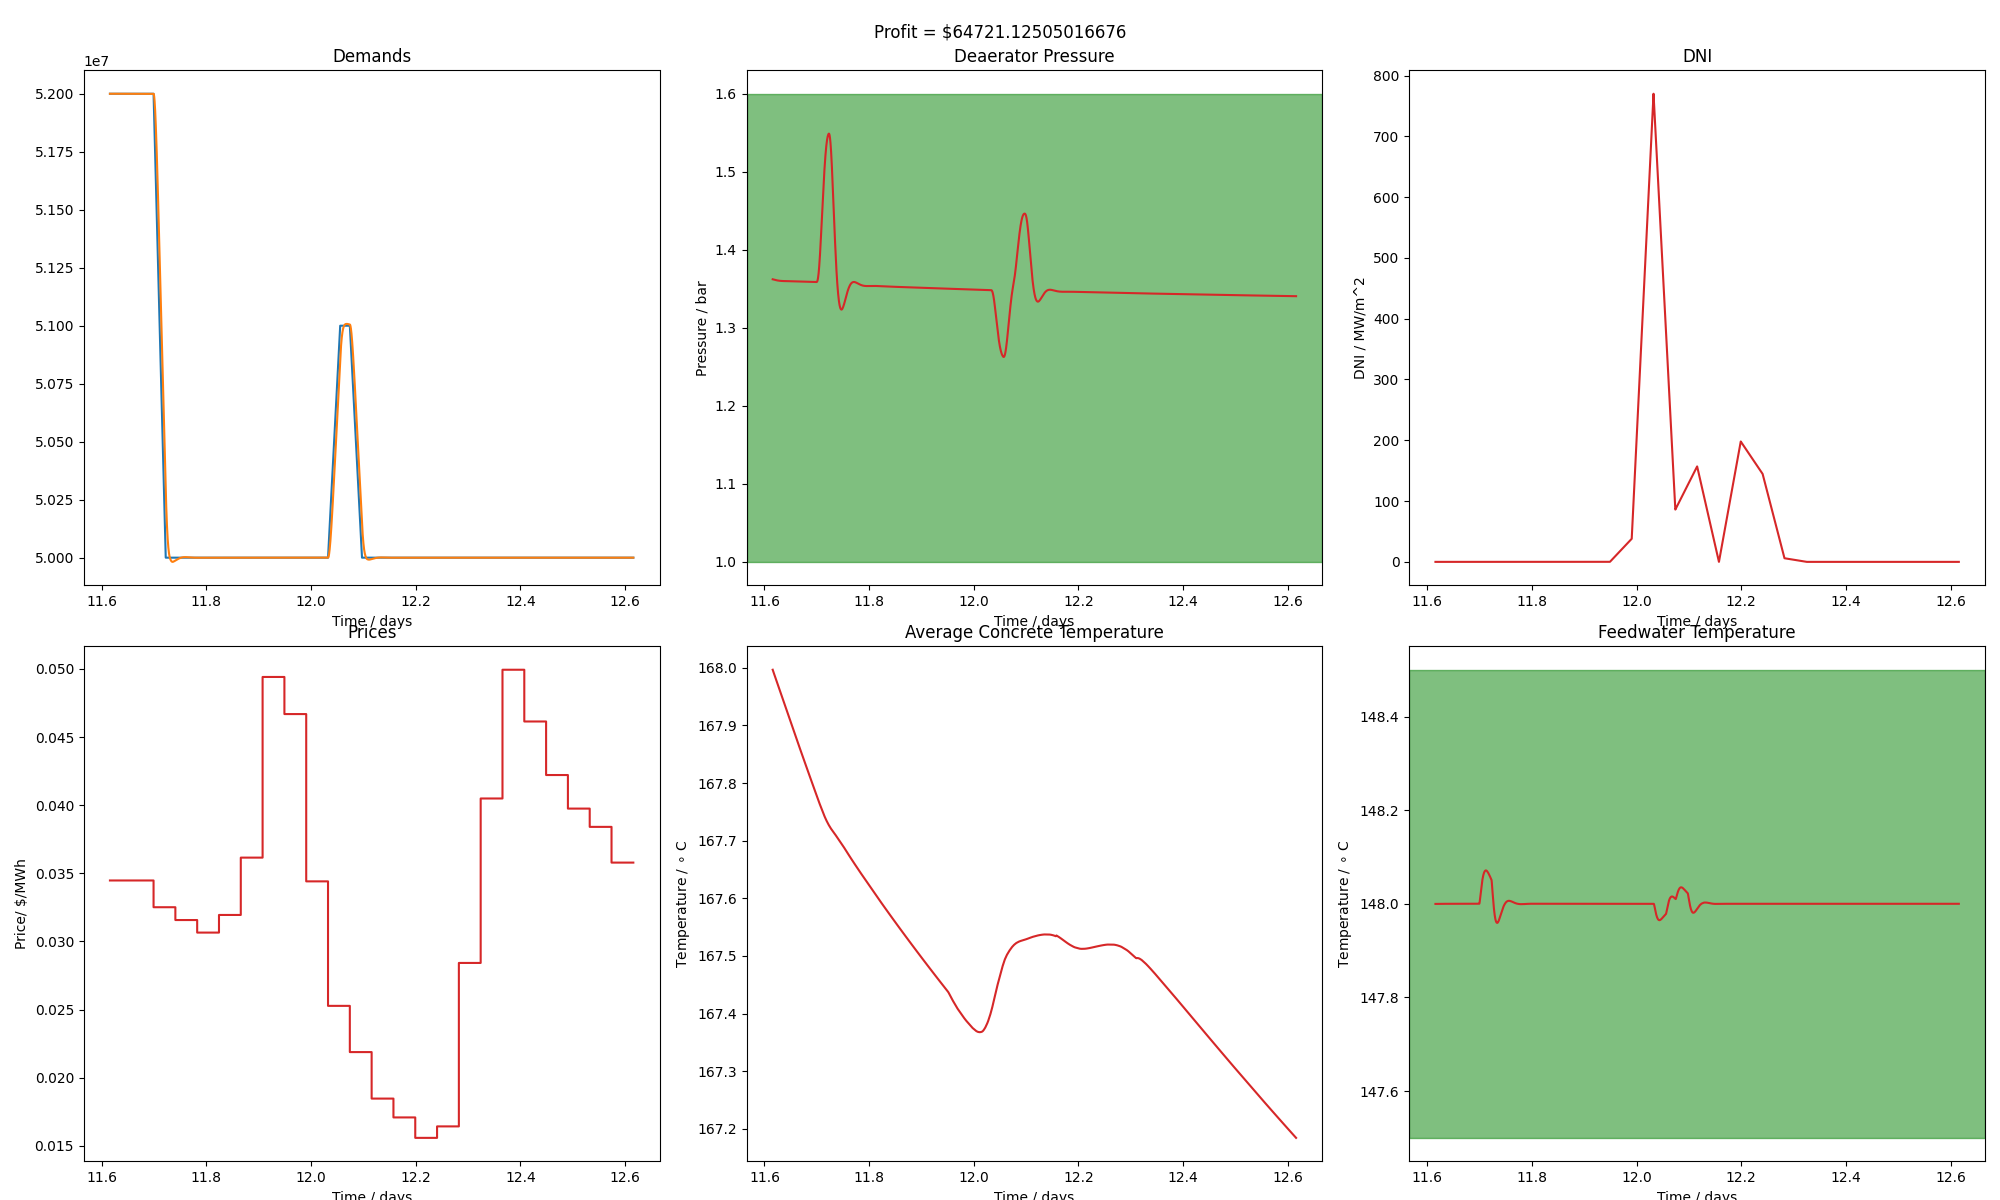 Profit = $64721.12505016676
Demands
1e7
5.200
5.175
5.150
5.125
5.100
5.075
5.050
5.025
5.000
11.6 11.8 12.0 12.2 12.4 12.6
Time / days
Deaerator Pressure
Pressure / bar
1.6
1.5
1.4
1.3
1.2
1.1
1.0
11.6 11.8 12.0 12.2 12.4 12.6
Time / days
DNI
DNI / MW/m^2
800
700
600
500
400
300
200
100
0
11.6 11.8 12.0 12.2 12.4 12.6
Time / days
Prices
Price/ $/MWh
0.050
0.045
0.040
0.035
0.030
0.025
0.020
0.015
11.6 11.8 12.0 12.2 12.4 12.6
Time / days
Average Concrete Temperature
Temperature / ∘ C
168.0
167.9
167.8
167.7
167.6
167.5
167.4
167.3
167.2
11.6 11.8 12.0 12.2 12.4 12.6
Time / days
Feedwater Temperature
Temperature / ∘ C
148.4
148.2
148.0
147.8
147.6
11.6 11.8 12.0 12.2 12.4 12.6
Time / days